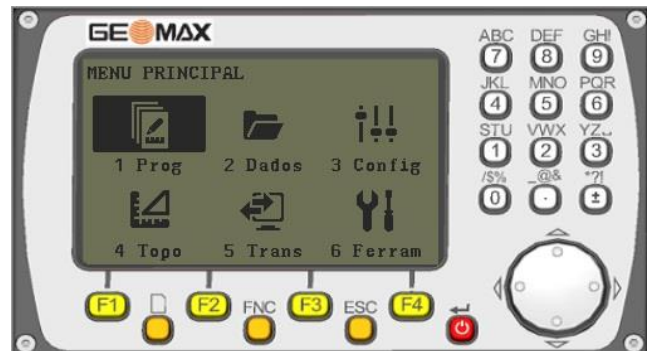 GEOMAX
MENU PRINCIPAL
1 Prog 2 Dados 3 Config
4 Topo 5 Trans 6 Ferram
ABC DEF GHI
7 8 9
JKL MNO PQR
4 5 6
STU VWX YZ␣
1 2 3
/$% _@& *?!
0 · ±
F1 F2 FNC F3 ESC F4